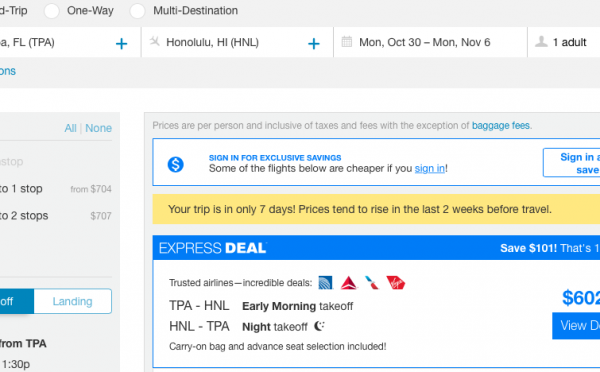 d-Trip One-Way Multi-Destination
a, FL (TPA) + Honolulu, HI (HNL) + Mon, Oct 30 – Mon, Nov 6 1 adult
ons
All | None
Prices are per person and inclusive of taxes and fees with the exception of baggage fees.
nstop
SIGN IN FOR EXCLUSIVE SAVINGS
Some of the flights below are cheaper if you sign in!
Sign in a
save
to 1 stop from $704
to 2 stops $707
Your trip is in only 7 days! Prices tend to rise in the last 2 weeks before travel.
EXPRESS DEAL Save $101! That's 1
Trusted airlines—incredible deals:
off Landing
TPA - HNL Early Morning takeoff
HNL - TPA Night takeoff
$602
View De
Carry-on bag and advance seat selection included!
from TPA
1:30p